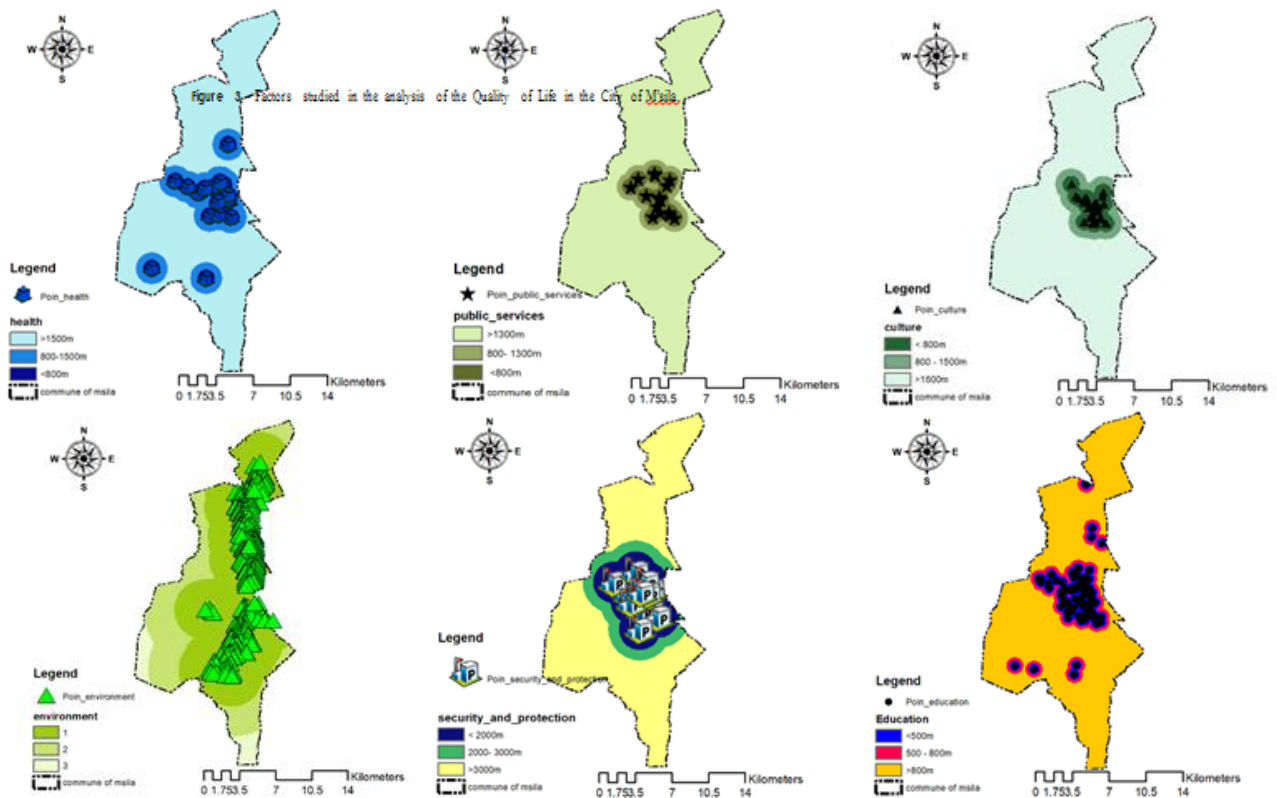 N
W E
S
Figure 3 Factors studied in the analysis of the Quality of Life in the City of M'sila.
Legend
Poin_health
health
>1500m
800-1500m
<800m
commune of msila
Kilometers
0 1.753.5 7 10.5 14
N
W E
S
Legend
Poin_public_services
public_services
>1300m
800- 1300m
<800m
commune of msila
Kilometers
0 1.753.5 7 10.5 14
N
W E
S
Legend
Poin_culture
culture
< 800m
800 - 1500m
>1500m
commune of msila
Kilometers
0 1.753.5 7 10.5 14
N
W E
S
Legend
Poin_environment
environment
1
2
3
commune of msila
Kilometers
0 1.753.5 7 10.5 14
N
W E
S
P P P P P
Legend
P
Poin_security_and_protection
security_and_protection
< 2000m
2000- 3000m
>3000m
commune of msila
Kilometers
0 1.753.5 7 10.5 14
N
W E
S
Legend
Poin_education
Education
<500m
500 - 800m
>800m
commune of msila
Kilometers
0 1.753.5 7 10.5 14